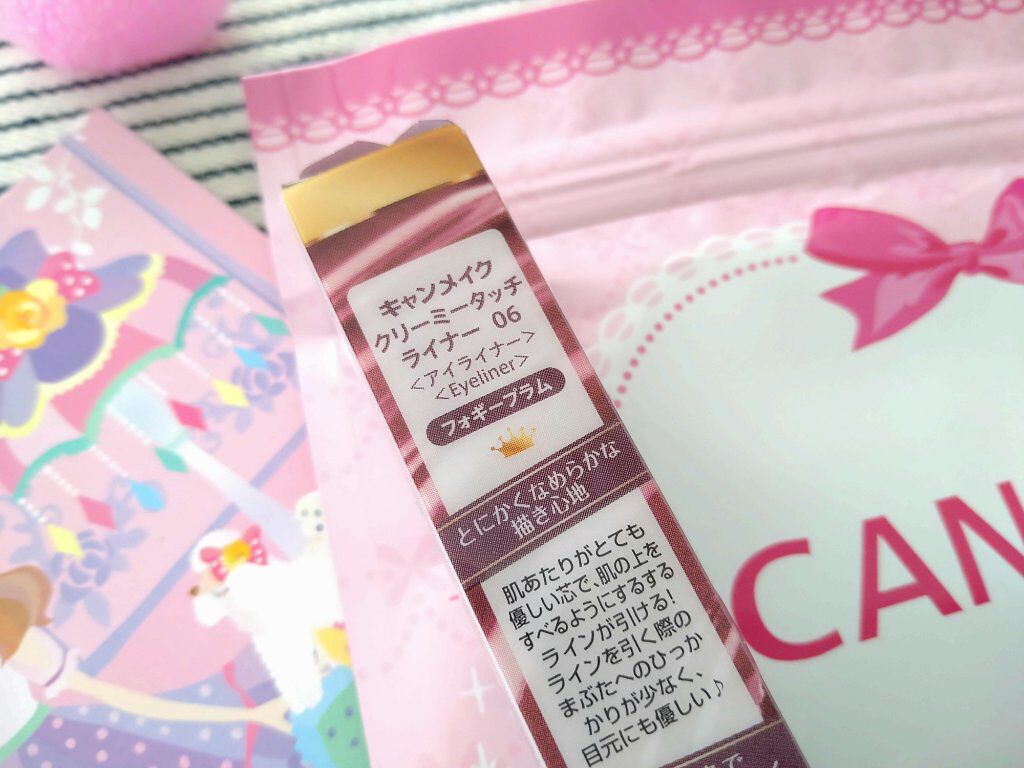 キャンメイク
クリーミータッチ
ライナー 06
＜アイライナー＞
＜Eyeliner＞
フォギープラム
とにかくなめらかな
描き心地
肌あたりがとても
優しい芯で、肌の上を
すべるようにするする
ラインが引ける!
ラインを引く際の
まぶたへのひっか
かりが少なく、
目元にも優しい♪
CAN